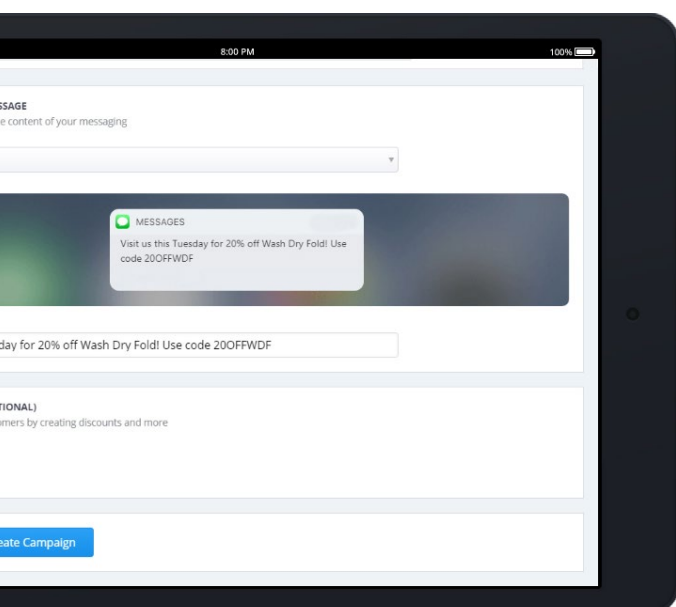 8:00 PM 100%
SSAGE
e content of your messaging
MESSAGES
Visit us this Tuesday for 20% off Wash Dry Fold! Use
code 20OFFWDF
day for 20% off Wash Dry Fold! Use code 20OFFWDF
TIONAL)
omers by creating discounts and more
eate Campaign